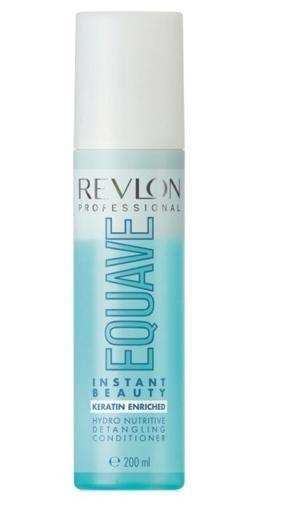 REVLON
PROFESSIONAL
EQUAVE
INSTANT
BEAUTY
KERATIN ENRICHED
HYDRO NUTRITIVE
DETANGLING
CONDITIONER
℮ 200 ml